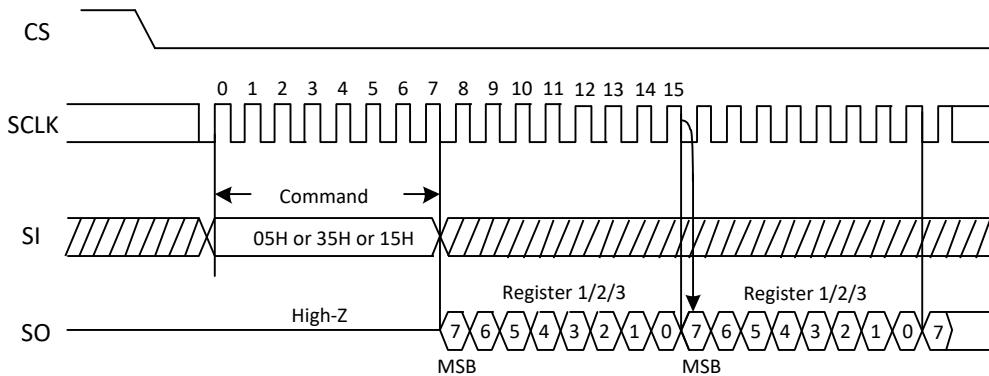 CS
0 1 2 3 4 5 6 7 8 9 10 11 12 13 14 15
SCLK
Command
SI
05H or 35H or 15H
Register 1/2/3 Register 1/2/3
High-Z
SO
7 6 5 4 3 2 1 0 7 6 5 4 3 2 1 0 7
MSB MSB